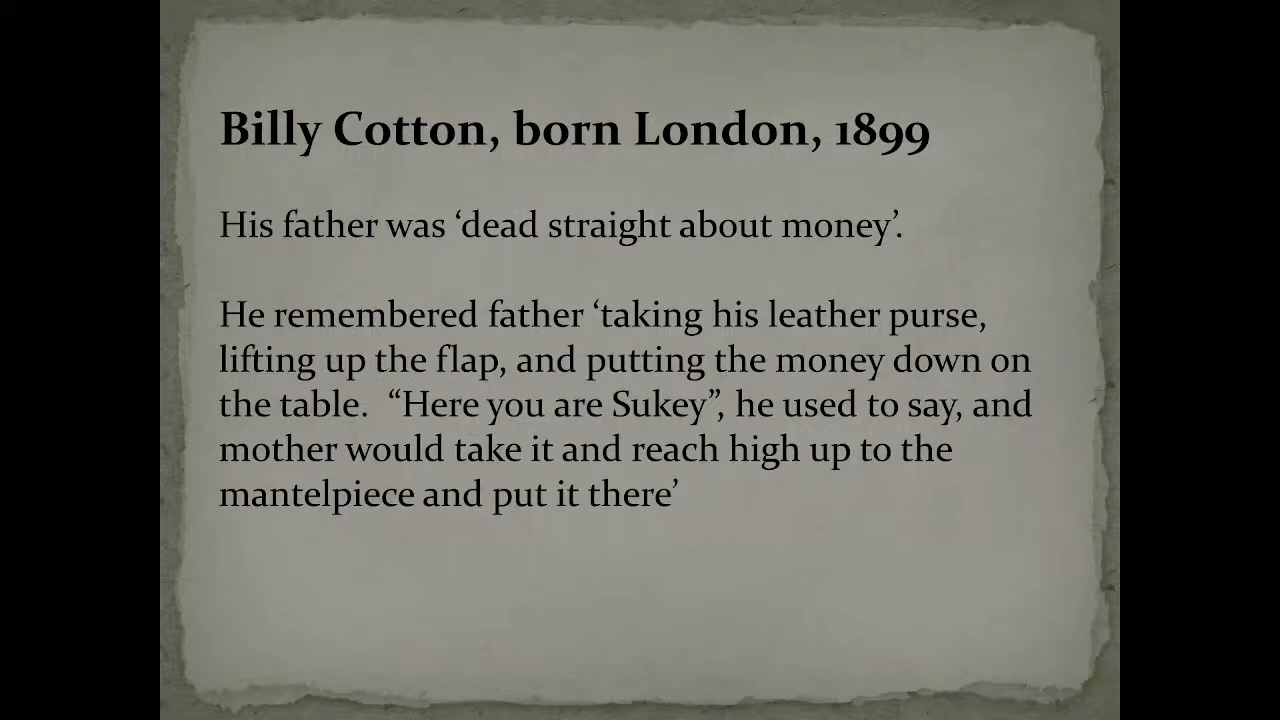 Billy Cotton, born London, 1899
His father was ‘dead straight about money’.
He remembered father ‘taking his leather purse,
lifting up the flap, and putting the money down on
the table.  “Here you are Sukey”, he used to say, and
mother would take it and reach high up to the
mantelpiece and put it there’